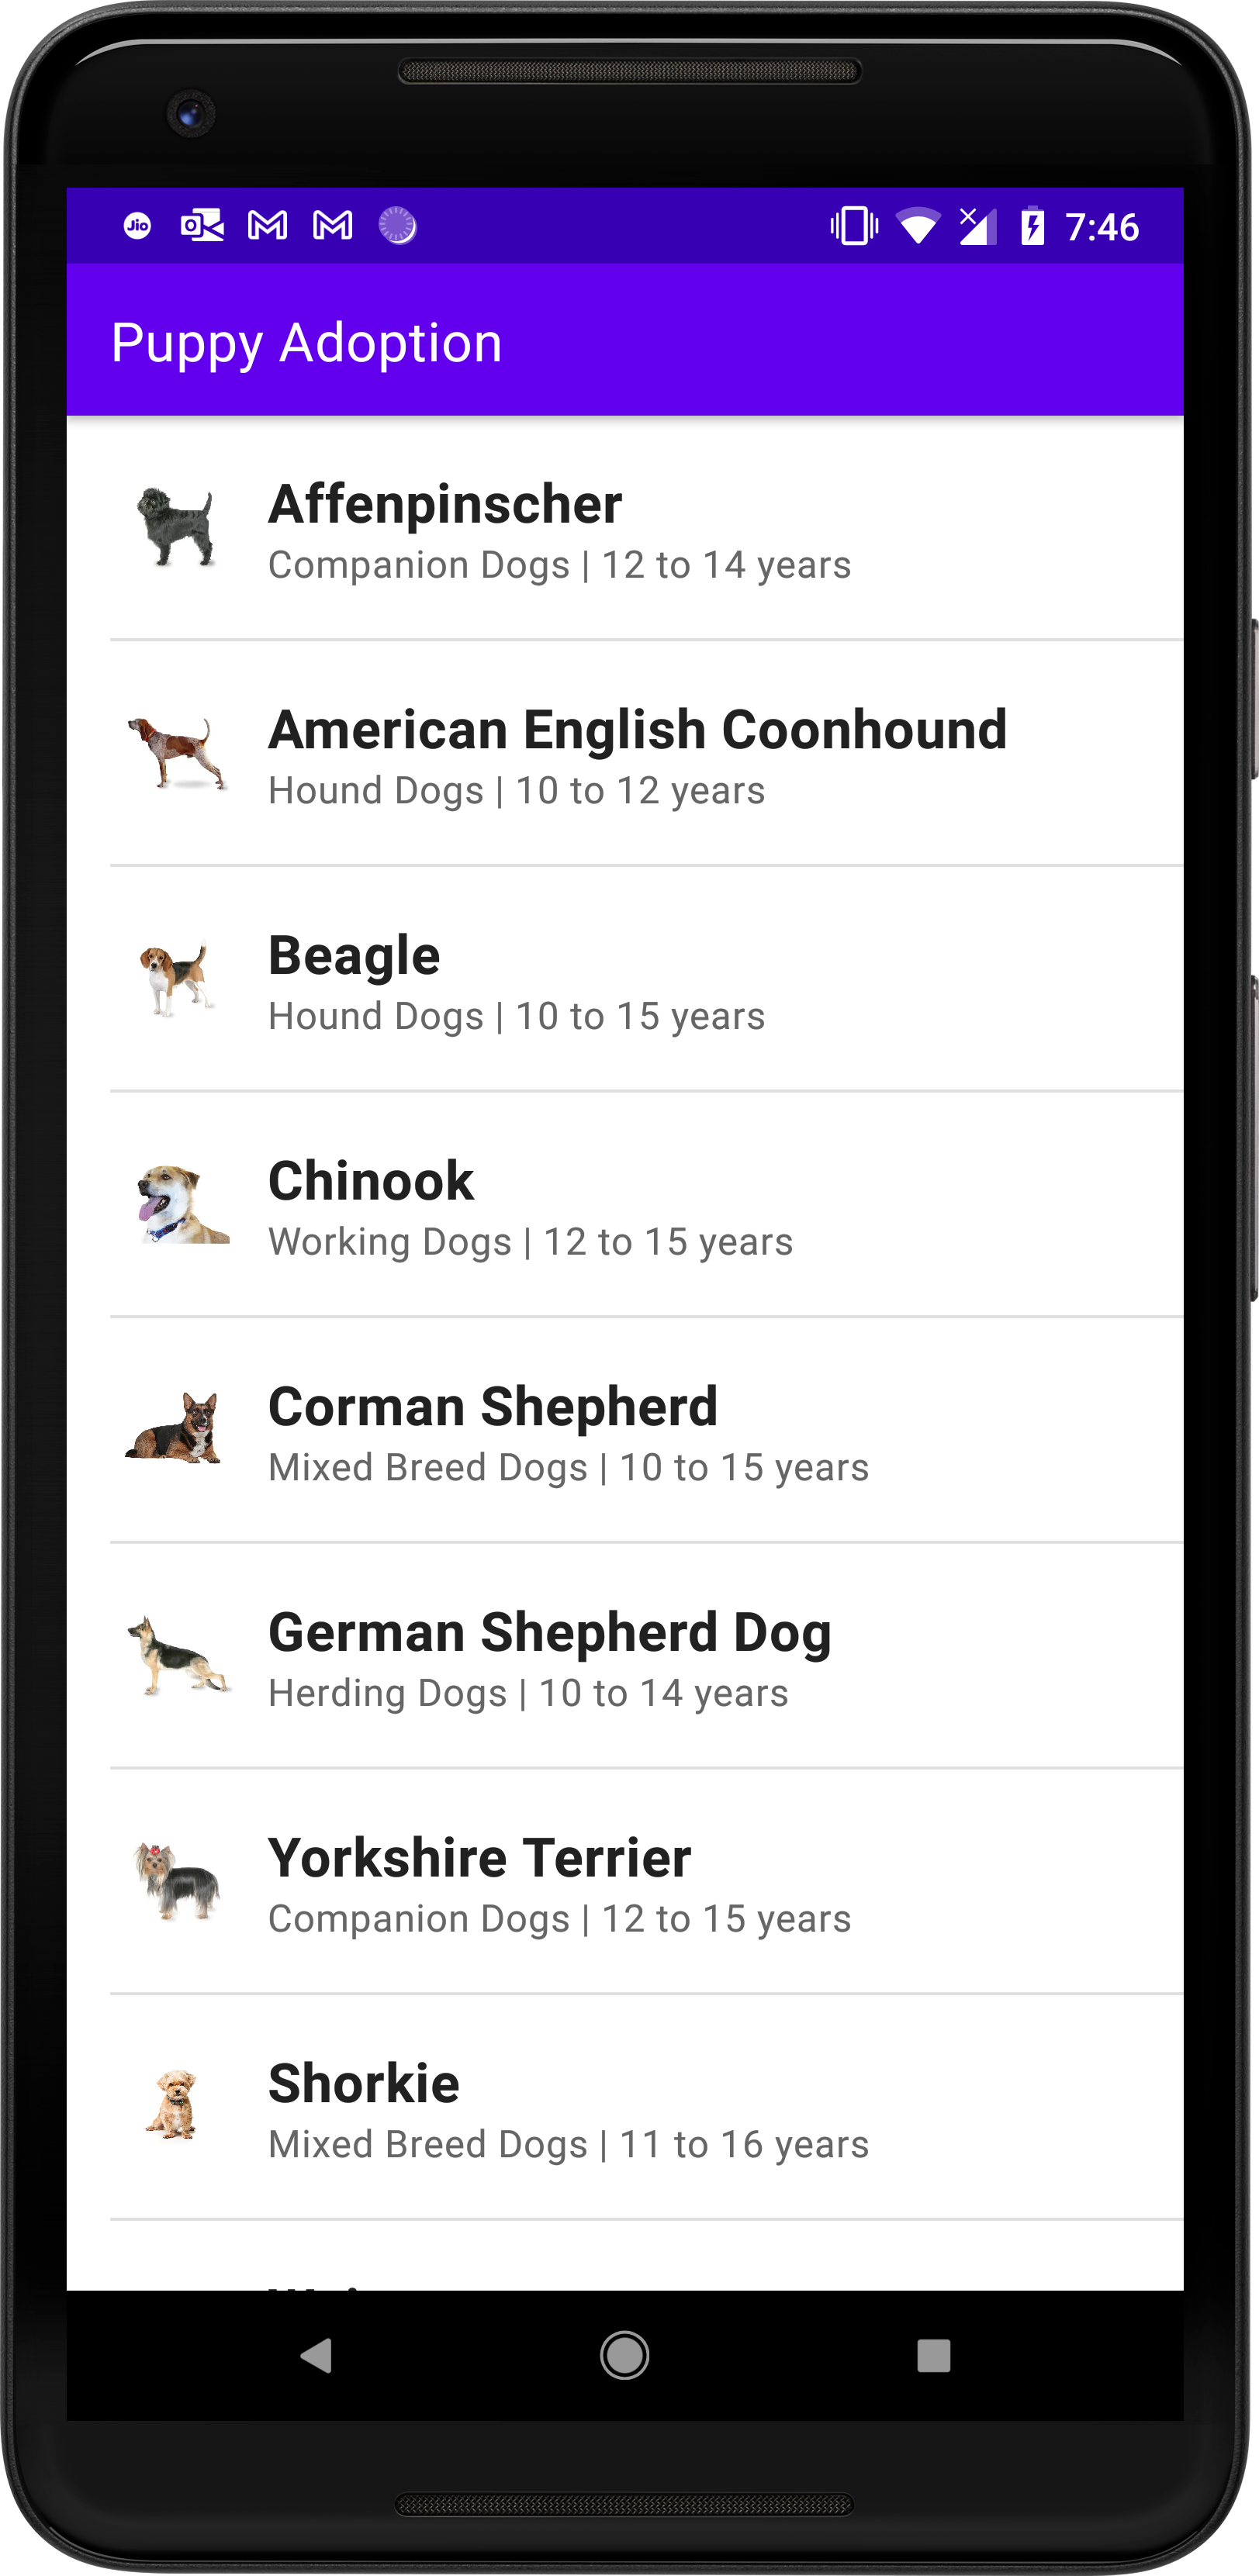 Jio
7:46
Puppy Adoption
Affenpinscher
Companion Dogs | 12 to 14 years
American English Coonhound
Hound Dogs | 10 to 12 years
Beagle
Hound Dogs | 10 to 15 years
Chinook
Working Dogs | 12 to 15 years
Corman Shepherd
Mixed Breed Dogs | 10 to 15 years
German Shepherd Dog
Herding Dogs | 10 to 14 years
Yorkshire Terrier
Companion Dogs | 12 to 15 years
Shorkie
Mixed Breed Dogs | 11 to 16 years